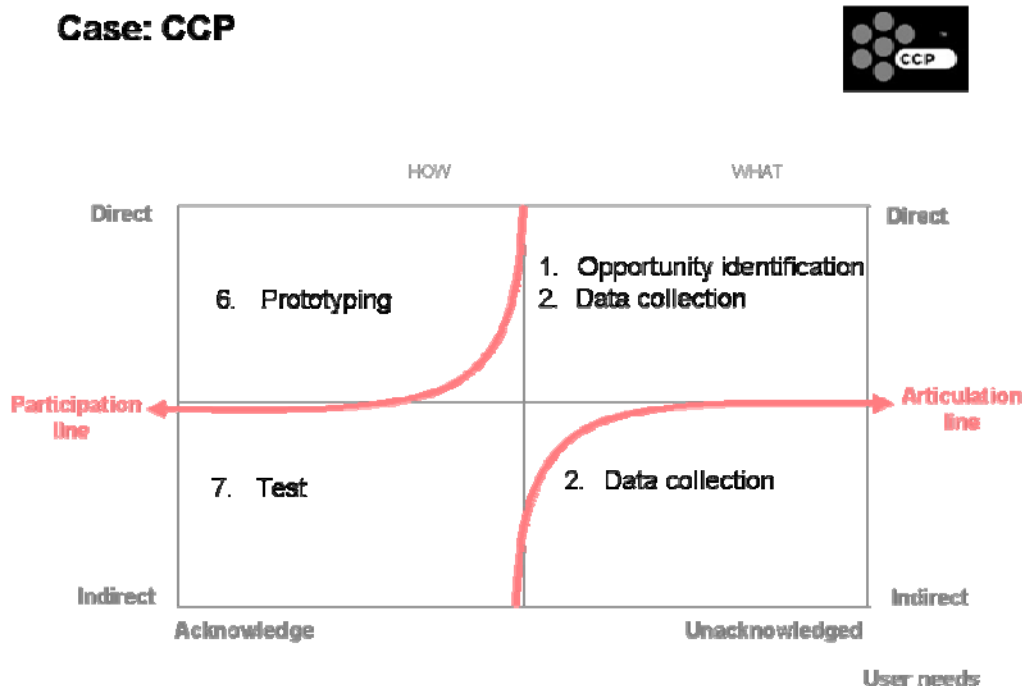 Case: CCP
CCP
HOW WHAT
Direct Direct
1. Opportunity identification
6. Prototyping 2. Data collection
Participation
line
Articulation
line
7. Test 2. Data collection
Indirect Indirect
Acknowledge Unacknowledged
User needs